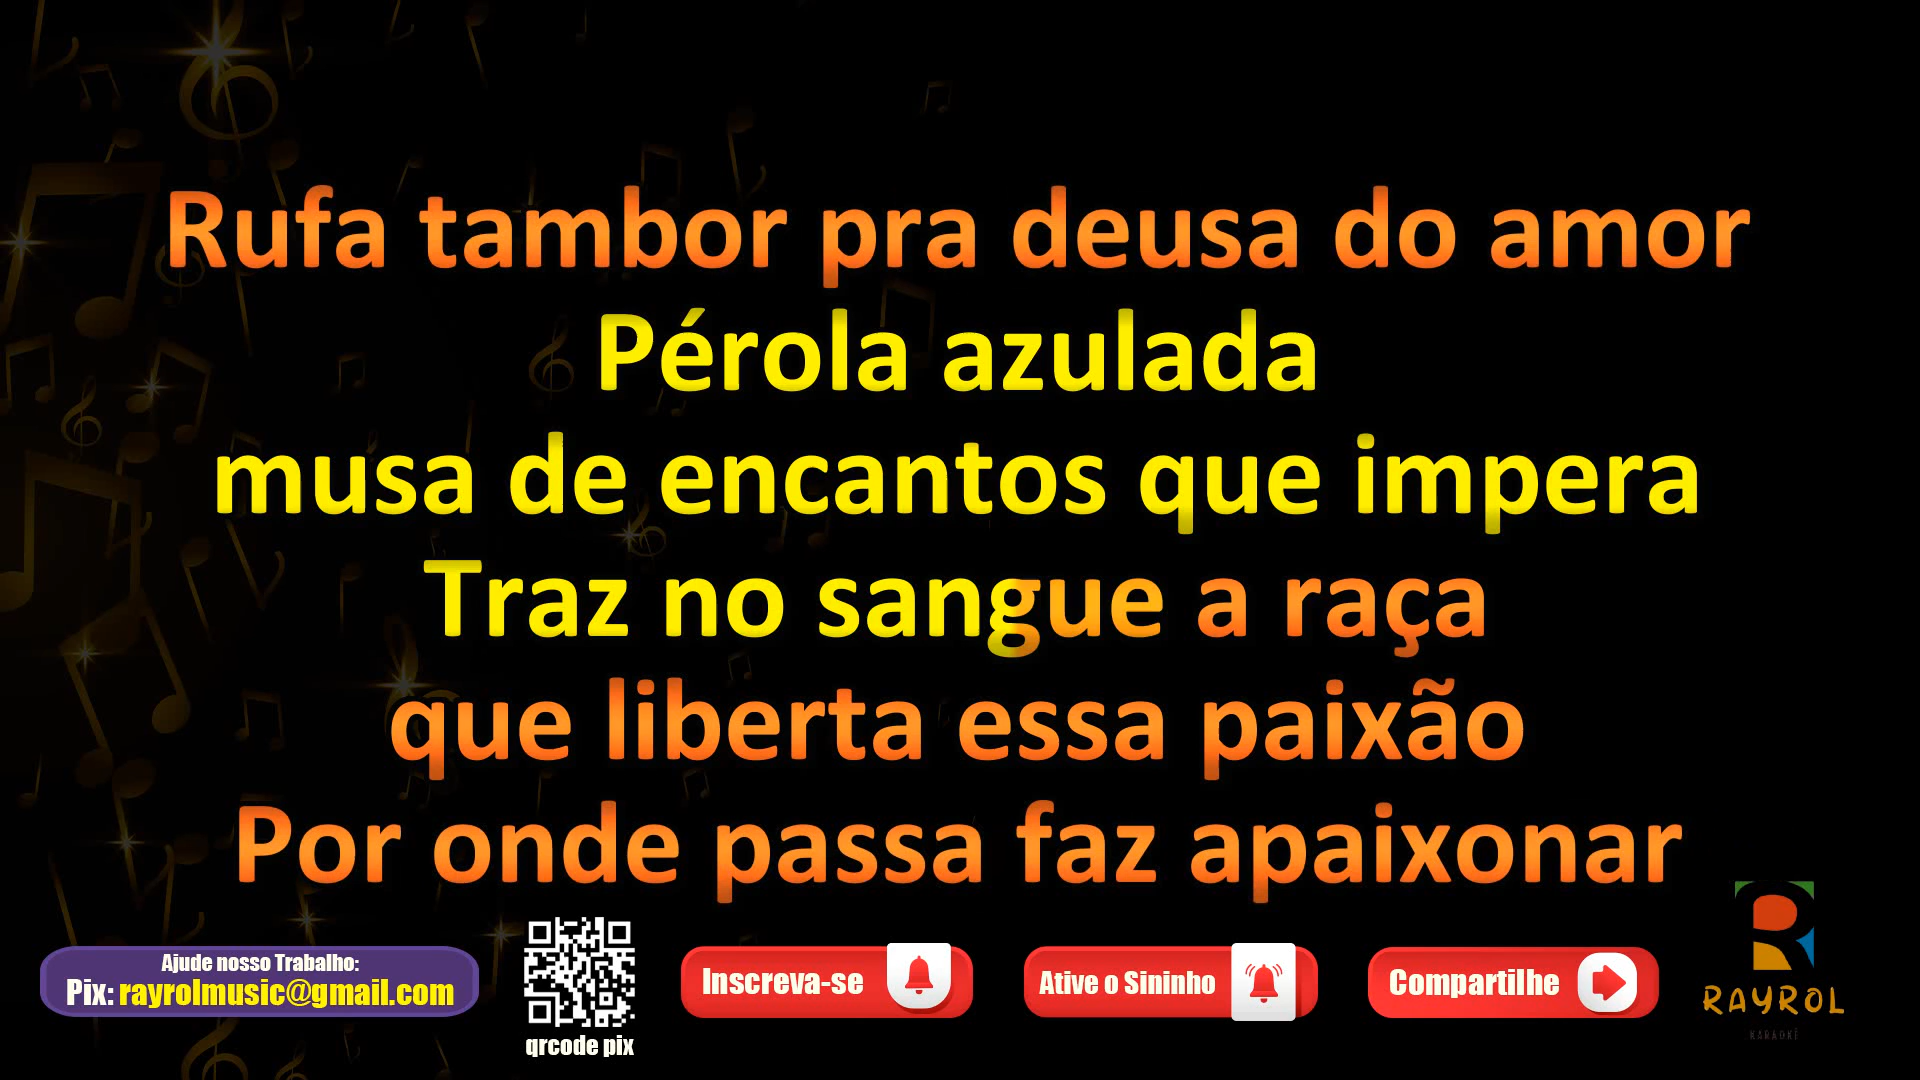 Rufa tambor pra deusa do amor
Pérola azulada
musa de encantos que impera
Traz no sangue a raça
que liberta essa paixão
Por onde passa faz apaixonar
Ajude nosso Trabalho:
Pix: rayrolmusic@gmail.com
qrcode pix
Inscreva-se
Ative o Sininho
Compartilhe
RAYROL
KARAOKÊ